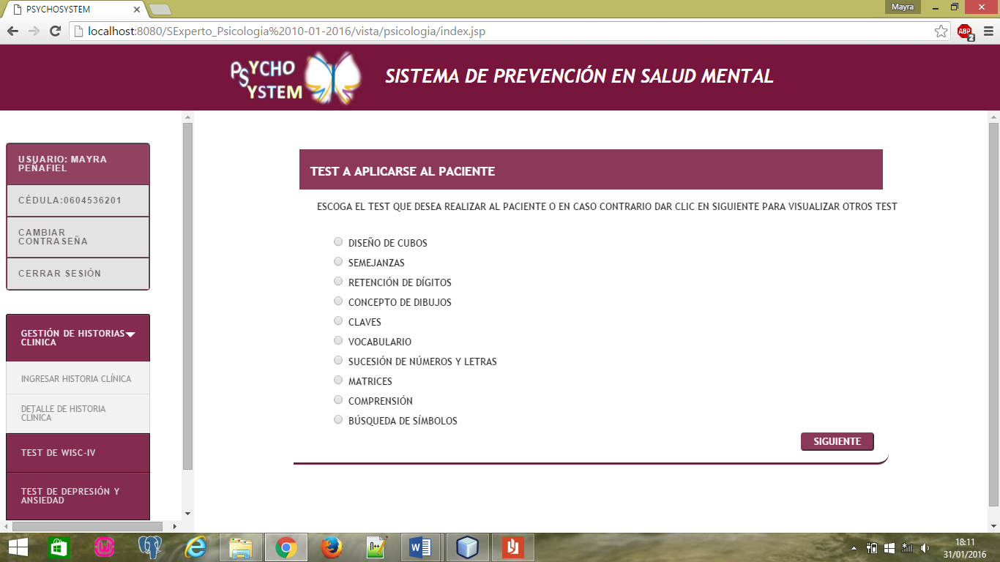 PSYCHOSYSTEM
Mayra
localhost:8080/SExperto_Psicologia%2010-01-2016/vista/psicologia/index.jsp
ABP
2
PSYCHO
SYSTEM
SISTEMA DE PREVENCIÓN EN SALUD MENTAL
USUARIO: MAYRA
PEÑAFIEL
CÉDULA:0604536201
CAMBIAR
CONTRASEÑA
CERRAR SESIÓN
GESTIÓN DE HISTORIAS
CLINICA
INGRESAR HISTORIA CLÍNICA
DETALLE DE HISTORIA
CLÍNICA
TEST DE WISC-IV
TEST DE DEPRESIÓN Y
ANSIEDAD
TEST A APLICARSE AL PACIENTE
ESCOGA EL TEST QUE DESEA REALIZAR AL PACIENTE O EN CASO CONTRARIO DAR CLIC EN SIGUIENTE PARA VISUALIZAR OTROS TEST
DISEÑO DE CUBOS
SEMEJANZAS
RETENCIÓN DE DÍGITOS
CONCEPTO DE DIBUJOS
CLAVES
VOCABULARIO
SUCESIÓN DE NÚMEROS Y LETRAS
MATRICES
COMPRENSIÓN
BÚSQUEDA DE SÍMBOLOS
SIGUIENTE
18:11
31/01/2016